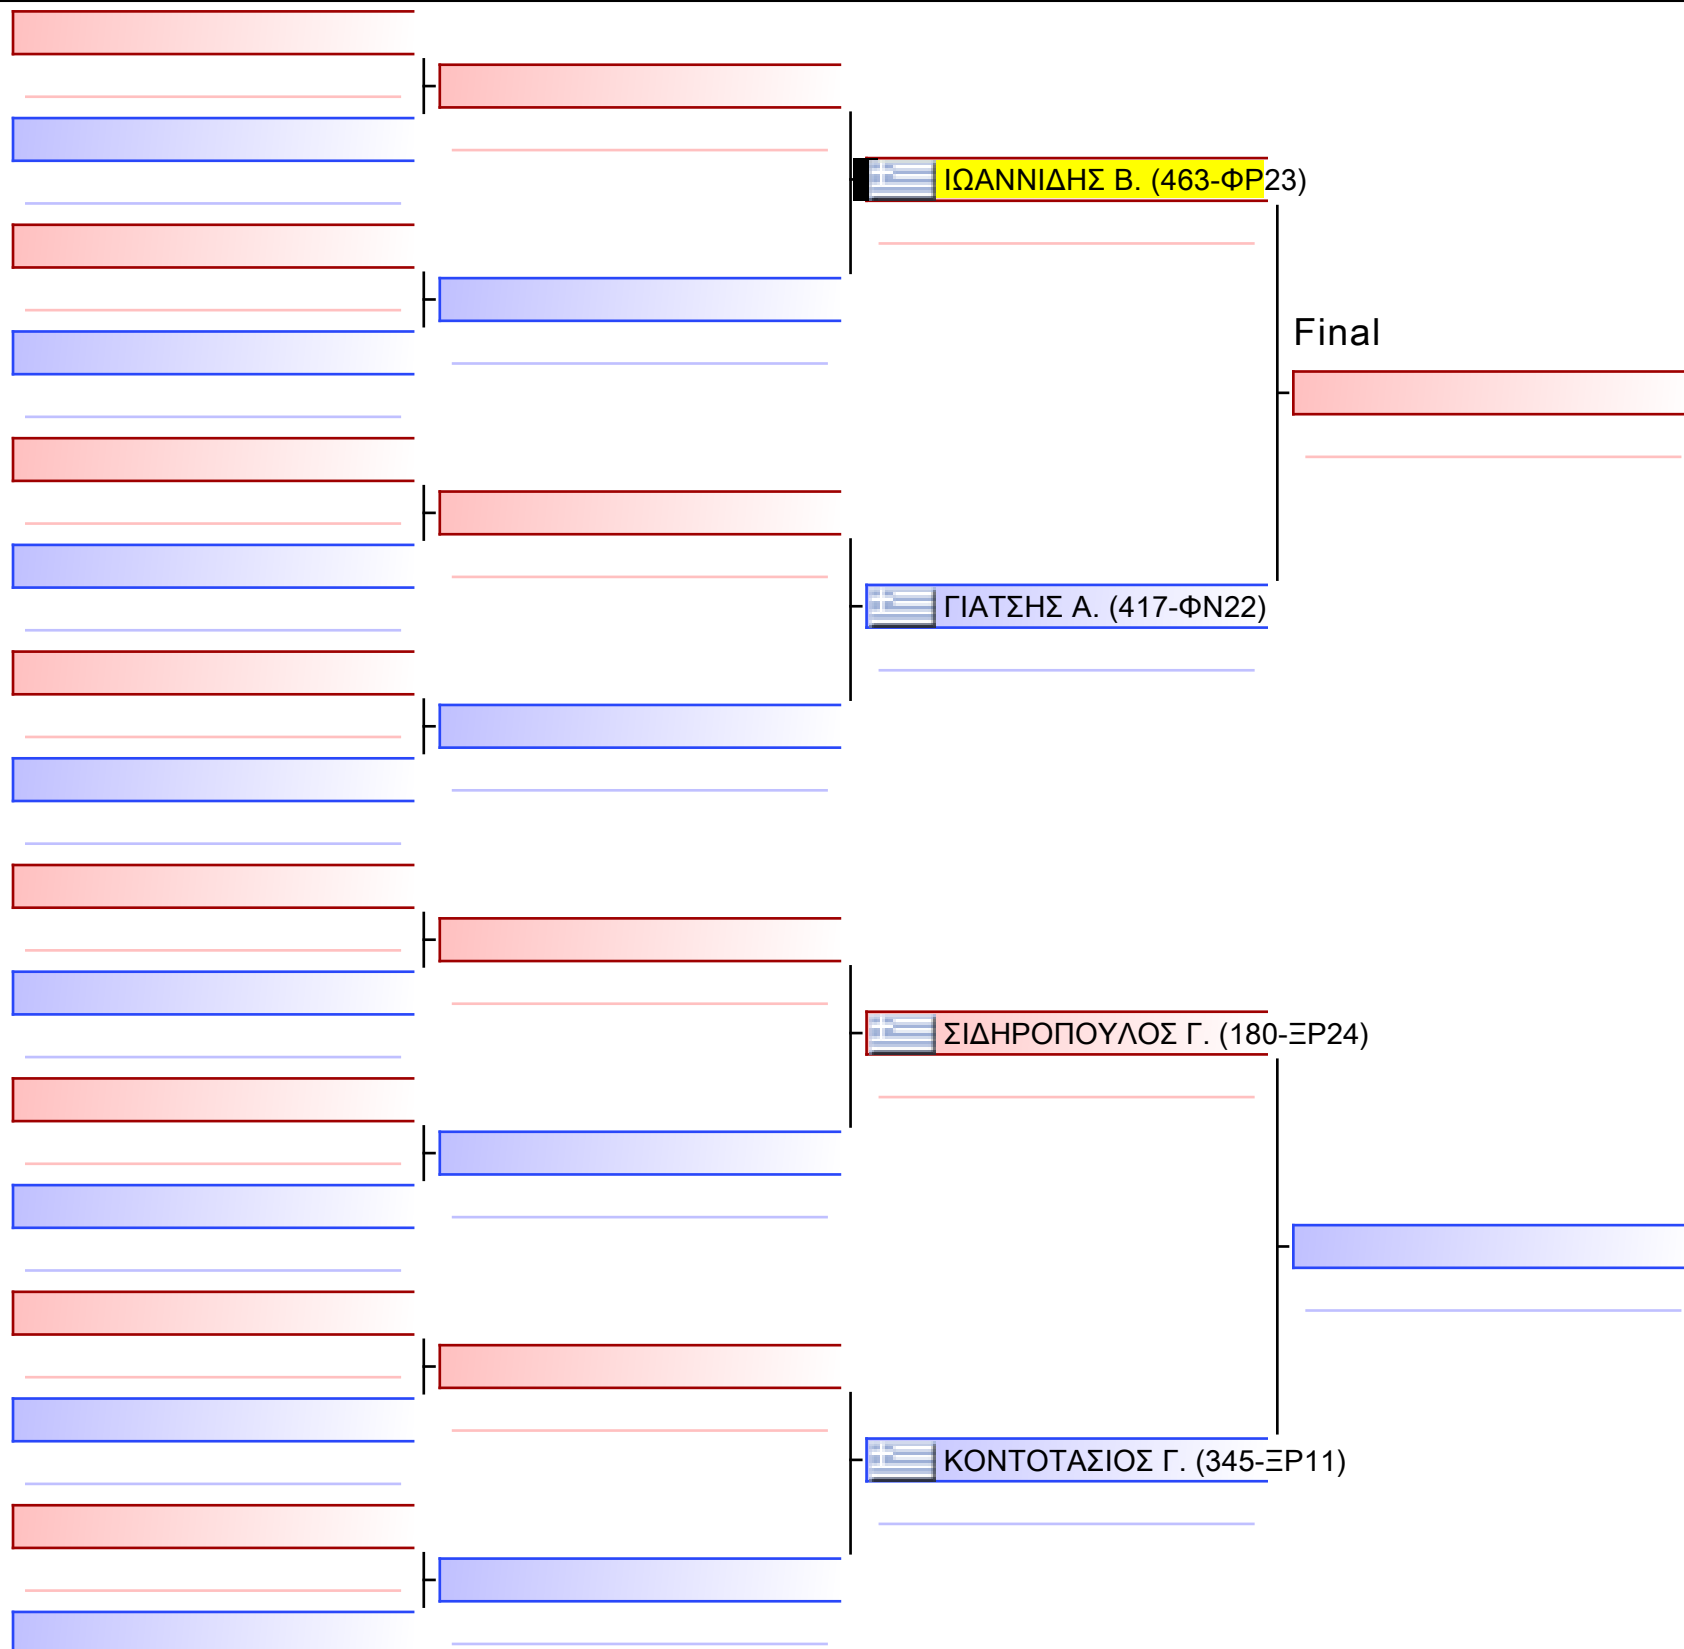 ΙΩΑΝΝΙΔΗΣ Β. (463-ΦΡ23)
Final
ΓΙΑΤΣΗΣ Α. (417-ΦΝ22)
ΣΙΔΗΡΟΠΟΥΛΟΣ Γ. (180-ΞΡ24)
ΚΟΝΤΟΤΑΣΙΟΣ Γ. (345-ΞΡ11)